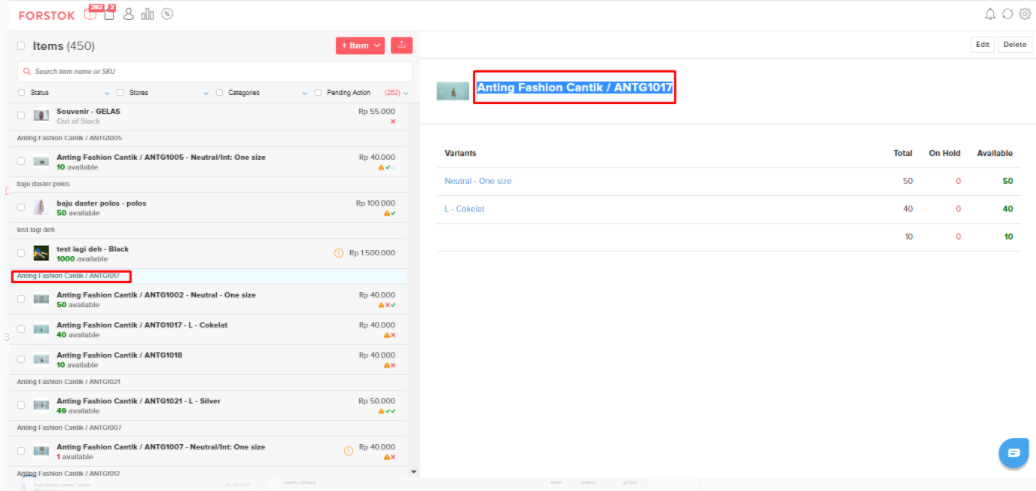 FORSTOK
262
2
Items (450)
+ Item
Search item name or SKU
Status
Stores
Categories
Pending Action
(262)
Souvenir - GELAS
Rp 55.000
Out of Stock
Anting Fashion Cantik / ANTG1005
Anting Fashion Cantik / ANTG1005 - Neutral/Int: One size
Rp 40.000
10 available
baju daster polos
baju daster polos - polos
Rp 100.000
50 available
test lagi deh
test lagi deh - Black
Rp 1.500.000
1000 available
Anting Fashion Cantik / ANTG1017
Anting Fashion Cantik / ANTG1002 - Neutral - One size
Rp 40.000
50 available
Anting Fashion Cantik / ANTG1017 - L - Cokelat
Rp 40.000
40 available
Anting Fashion Cantik / ANTG1018
Rp 40.000
10 available
Anting Fashion Cantik / ANTG1021
Anting Fashion Cantik / ANTG1021 - L - Silver
Rp 50.000
49 available
Anting Fashion Cantik / ANTG1007
Anting Fashion Cantik / ANTG1007 - Neutral/Int: One size
Rp 40.000
1 available
Anting Fashion Cantik / ANTG1012
Edit
Delete
Anting Fashion Cantik / ANTG1017
Variants
Total
On Hold
Available
Neutral - One size
50
0
50
L - Cokelat
40
0
40
10
0
10